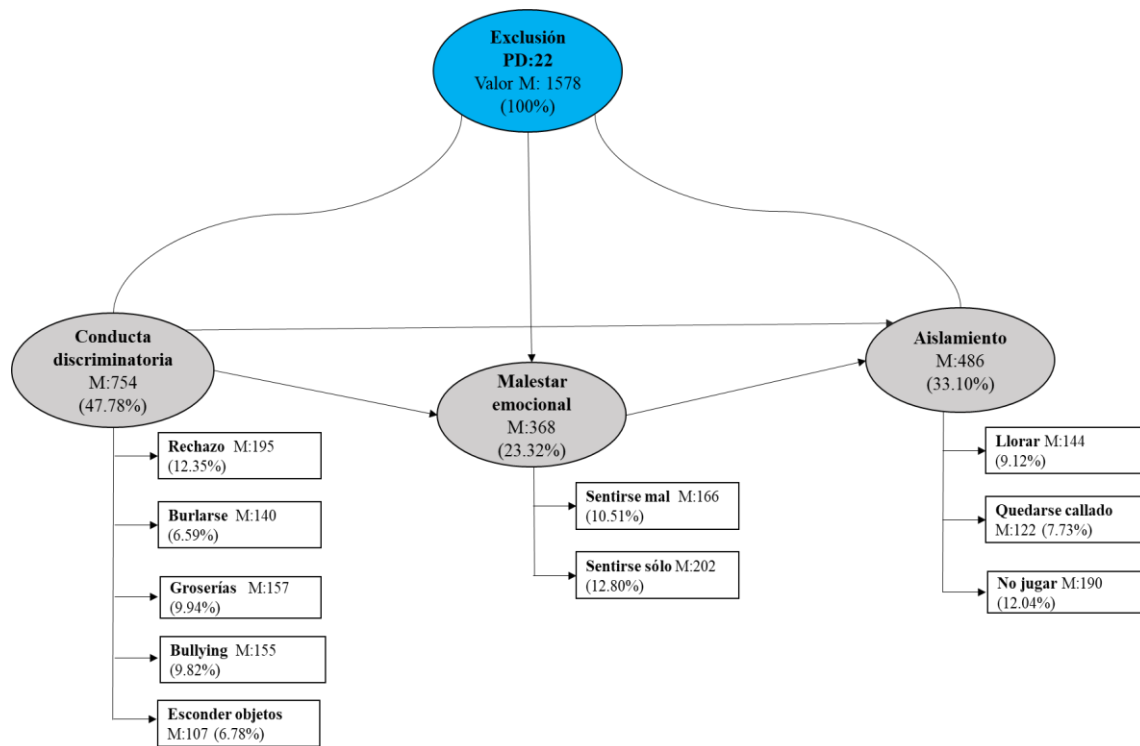 Exclusión
PD:22
Valor M: 1578
(100%)
Conducta
discriminatoria
M:754
(47.78%)
Malestar
emocional
M:368
(23.32%)
Aislamiento
M:486
(33.10%)
Rechazo M:195
(12.35%)
Burlarse M:140
(6.59%)
Groserías M:157
(9.94%)
Bullying M:155
(9.82%)
Esconder objetos
M:107 (6.78%)
Sentirse mal M:166
(10.51%)
Sentirse sólo M:202
(12.80%)
Llorar M:144
(9.12%)
Quedarse callado
M:122 (7.73%)
No jugar M:190
(12.04%)